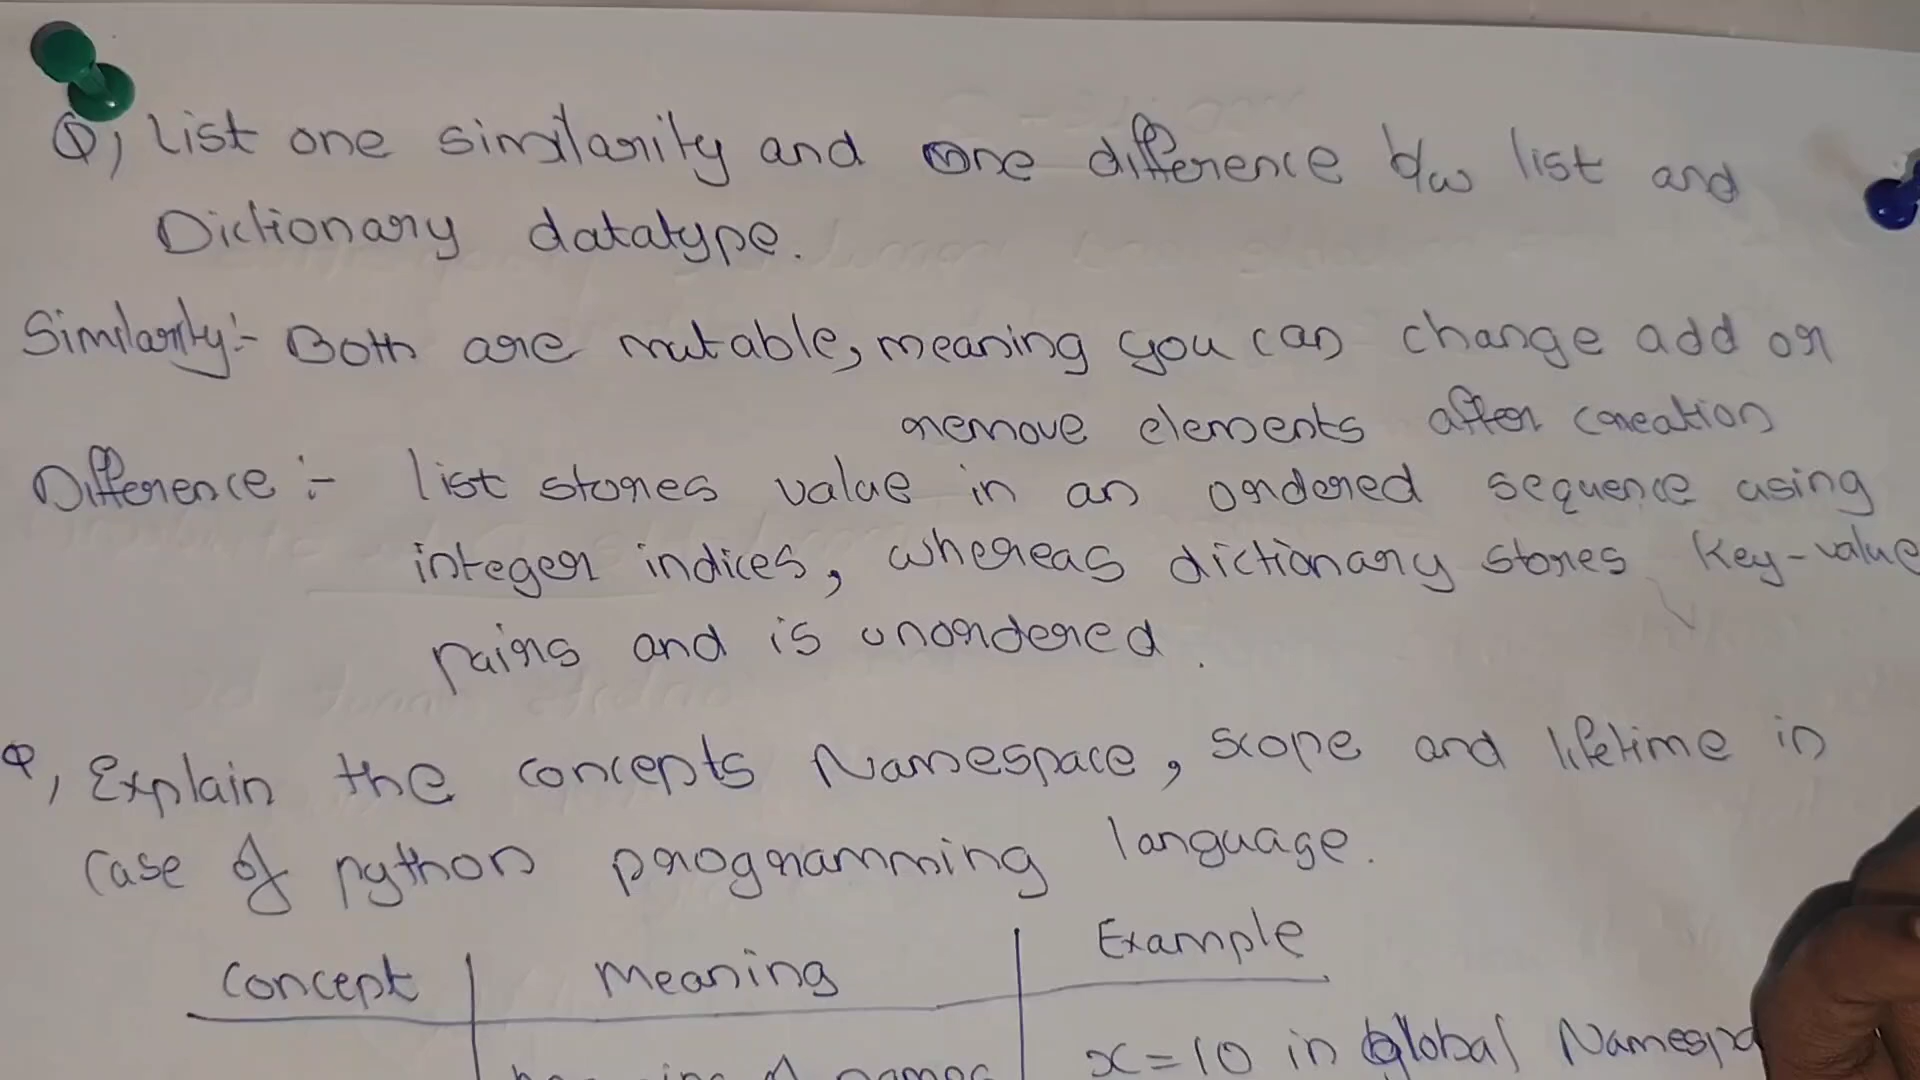 Q, List one similarity and one difference b/w list and
Dictionary datatype.
Similarity:- Both are mutable, meaning you can change add or
remove elements after creation
Difference:- list stores value in an ordered sequence using
integer indices, whereas dictionary stores key-value
pairs and is unordered.
Q, Explain the concepts Namespace, scope and lifetime in
case of python programming language.
Concept Meaning Example
names x=10 in global